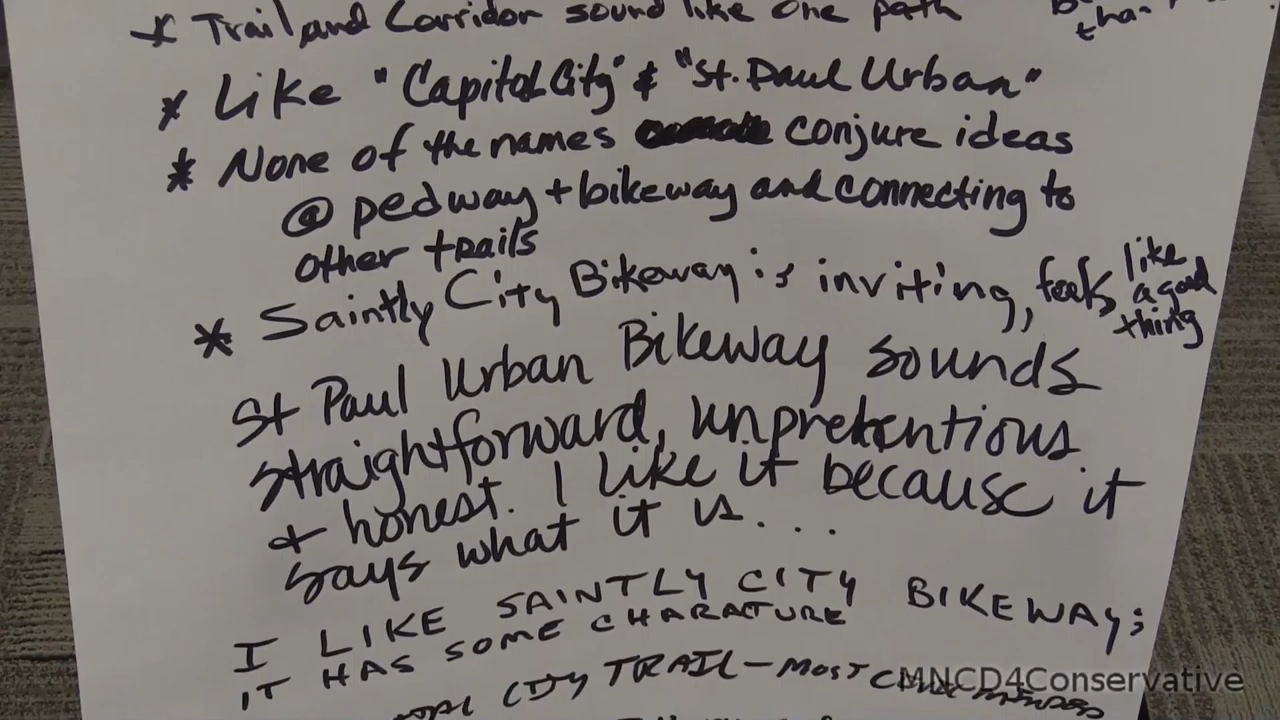 * Trail and Corridor sound like one path
* Like "Capitol City" & "St. Paul Urban"
* None of the names conjure ideas
@ pedway + bikeway and connecting to
other trails
* Saintly City Bikeway is inviting, feels like
a good
thing
St Paul Urban Bikeway sounds
straightforward, unpretentious
& honest. I like it because it
says what it is...
I LIKE SAINTLY CITY BIKEWAY;
IT HAS SOME CHARATURE
CITY TRAIL - MOST
MNCD4Conservative